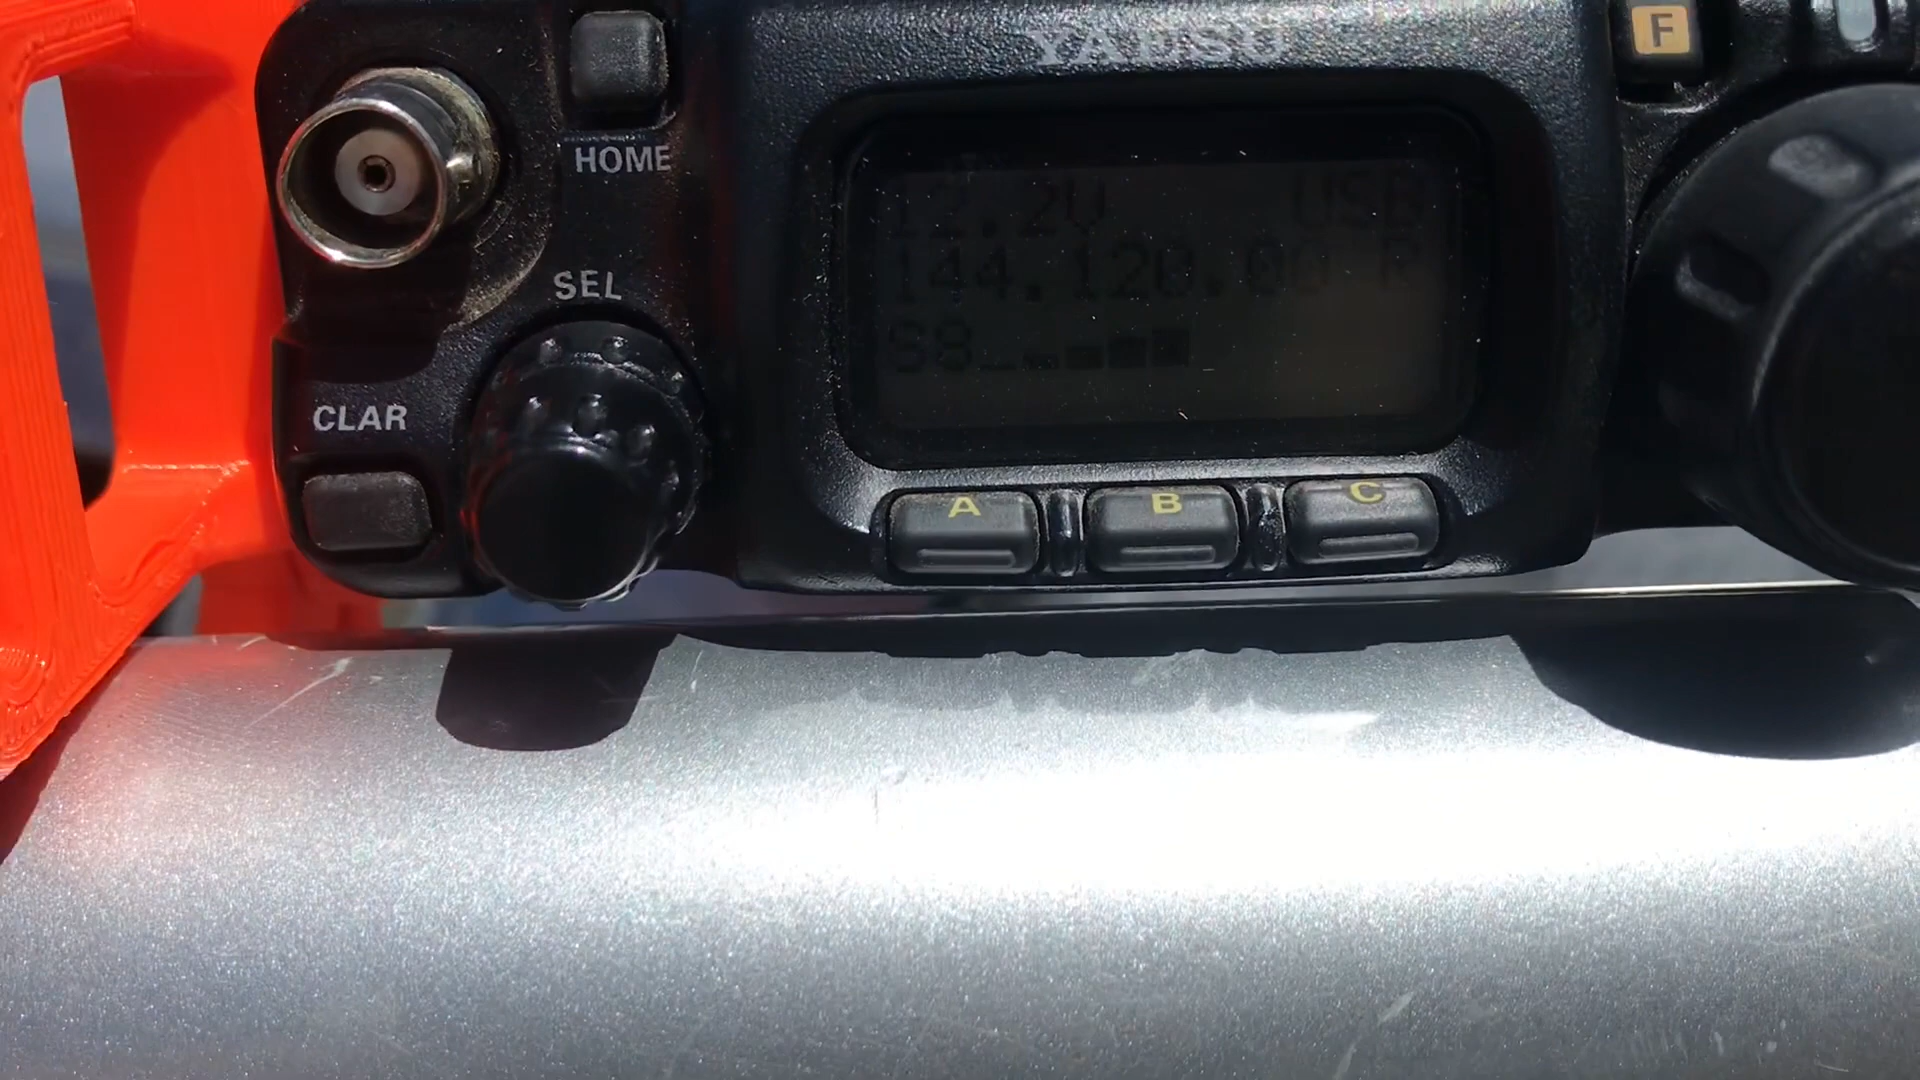 YAESU
F
HOME
12.2V USB
144.120.00 R
SEL
S8
CLAR
A B C